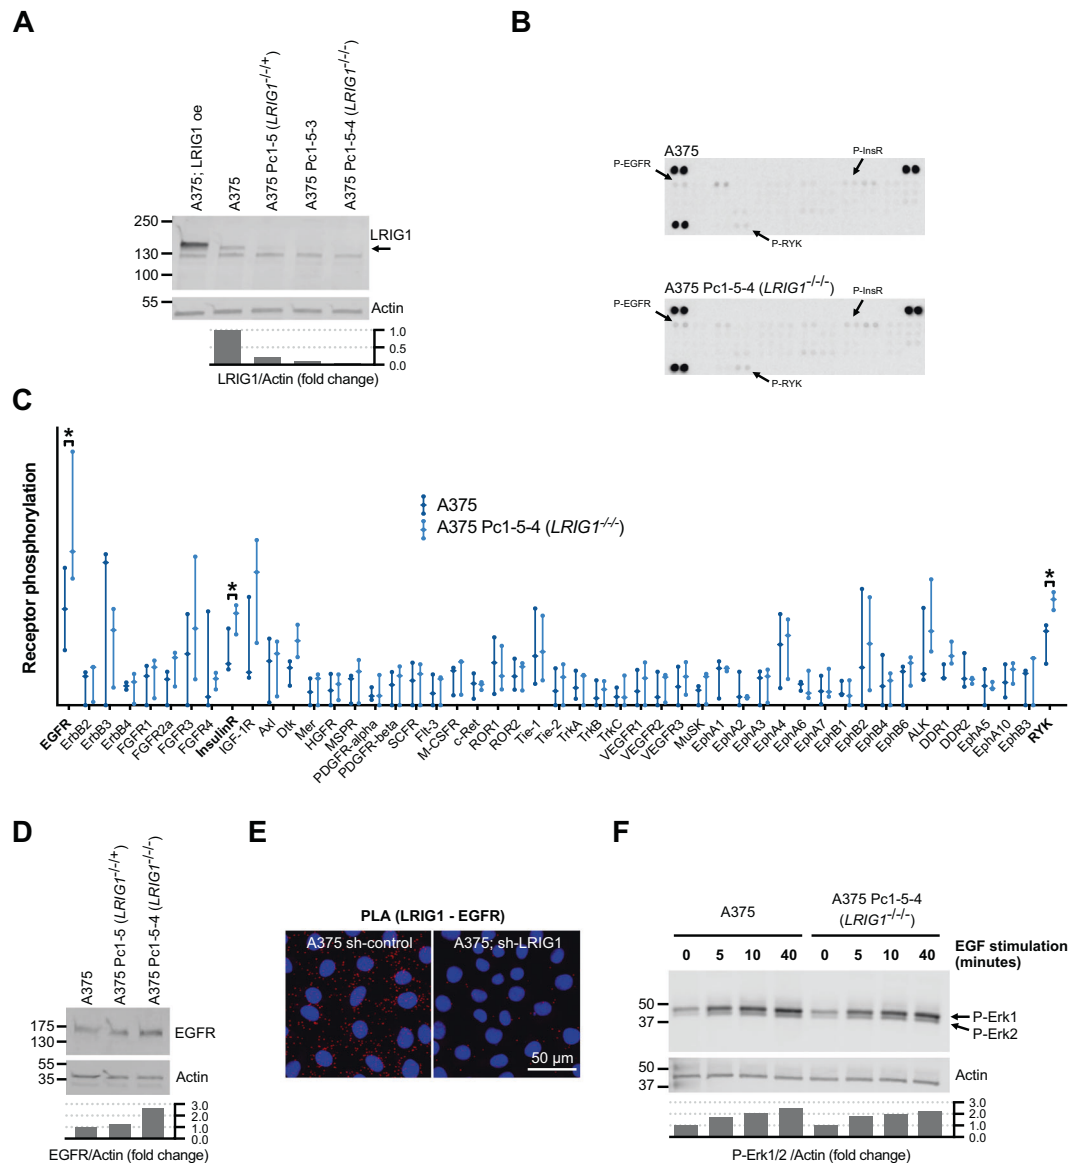 A
A375; LRIG1 oe
A375
A375 Pc1-5 (LRIG1-/-/+)
A375 Pc1-5-3
A375 Pc1-5-4 (LRIG1-/-/-)
250
130
100
LRIG1
55
Actin
1.0
0.5
0.0
LRIG1/Actin (fold change)
B
A375
P-EGFR
P-InsR
P-RYK
A375 Pc1-5-4 (LRIG1-/-/-)
P-EGFR
P-InsR
P-RYK
C
Receptor phosphorylation
*
*
*
A375
A375 Pc1-5-4 (LRIG1-/-/-)
EGFR
ErbB2
ErbB3
ErbB4
FGFR1
FGFR2a
FGFR3
FGFR4
InsulinR
IGF-1R
Axl
Dtk
Mer
HGFR
MSPR
PDGFR-alpha
PDGFR-beta
SCFR
Flt-3
M-CSFR
c-Ret
ROR1
ROR2
Tie-1
Tie-2
TrkA
TrkB
TrkC
VEGFR1
VEGFR2
VEGFR3
MuSK
EphA1
EphA2
EphA3
EphA4
EphA6
EphA7
EphB1
EphB2
EphB4
EphB6
ALK
DDR1
DDR2
EphA5
EphA10
EphB3
RYK
D
A375
A375 Pc1-5 (LRIG1-/-/+)
A375 Pc1-5-4 (LRIG1-/-/-)
175
130
EGFR
55
35
Actin
3.0
2.0
1.0
0.0
EGFR/Actin (fold change)
E
PLA (LRIG1 - EGFR)
A375 sh-control
A375; sh-LRIG1
50 µm
F
A375
A375 Pc1-5-4
(LRIG1-/-/-)
0 5 10 40 0 5 10 40
EGF stimulation
(minutes)
50
37
P-Erk1
P-Erk2
50
37
Actin
3.0
2.0
1.0
0.0
P-Erk1/2 /Actin (fold change)